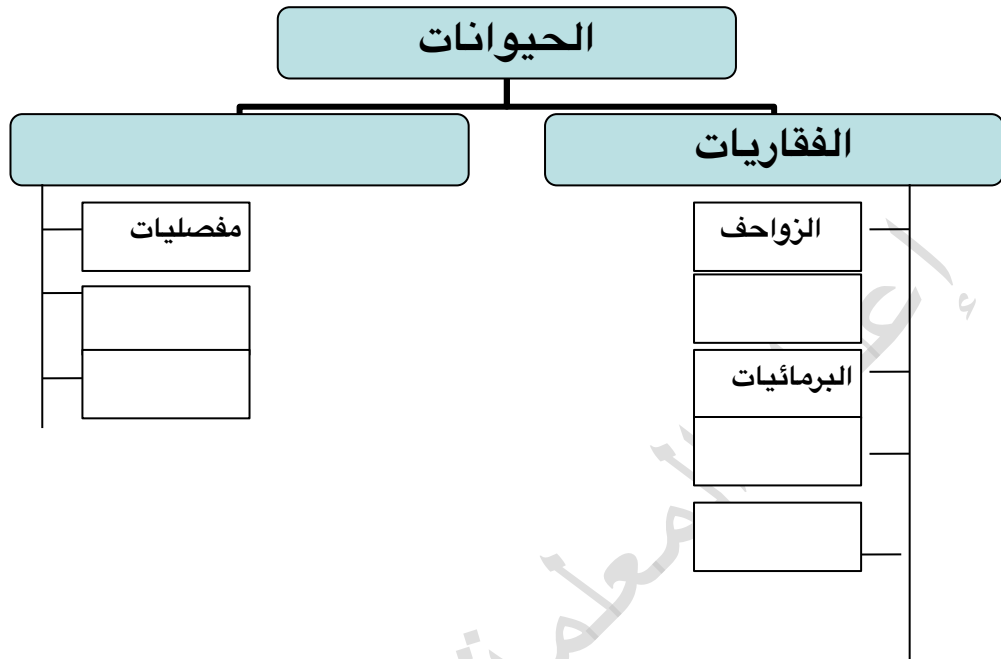 الحيوانات
الفقاريات
الزواحف
البرمائيات
مفصليات